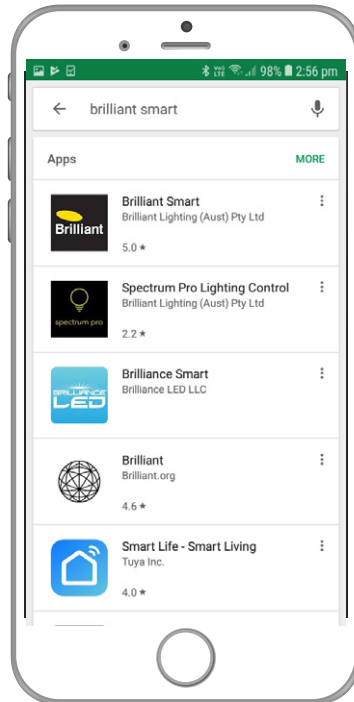 VoLTE 98% 2:56 pm
brilliant smart
Apps MORE
Brilliant
Brilliant Smart
Brilliant Lighting (Aust) Pty Ltd
5.0 ★
spectrum pro
Spectrum Pro Lighting Control
Brilliant Lighting (Aust) Pty Ltd
2.2 ★
BRILLIANCE
LED
Brilliance Smart
Brilliance LED LLC
Brilliant
Brilliant.org
4.6 ★
Smart Life - Smart Living
Tuya Inc.
4.0 ★